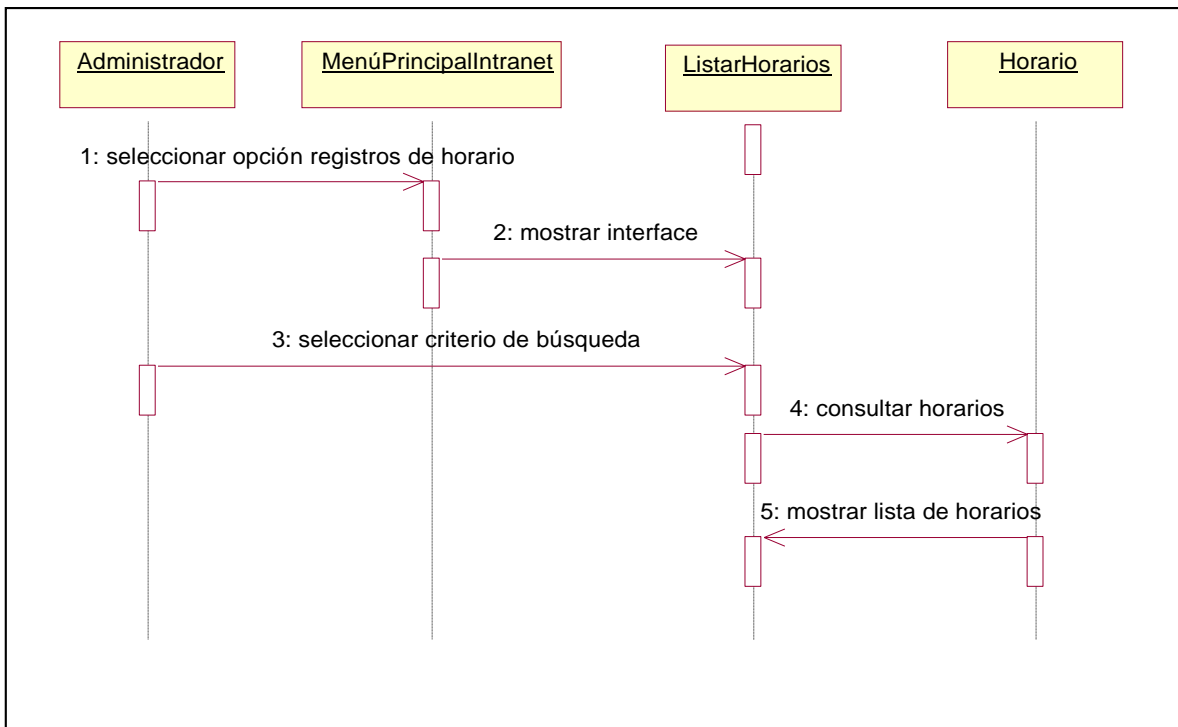 Administrador
MenúPrincipalIntranet
ListarHorarios
Horario
1: seleccionar opción registros de horario
2: mostrar interface
3: seleccionar criterio de búsqueda
4: consultar horarios
5: mostrar lista de horarios